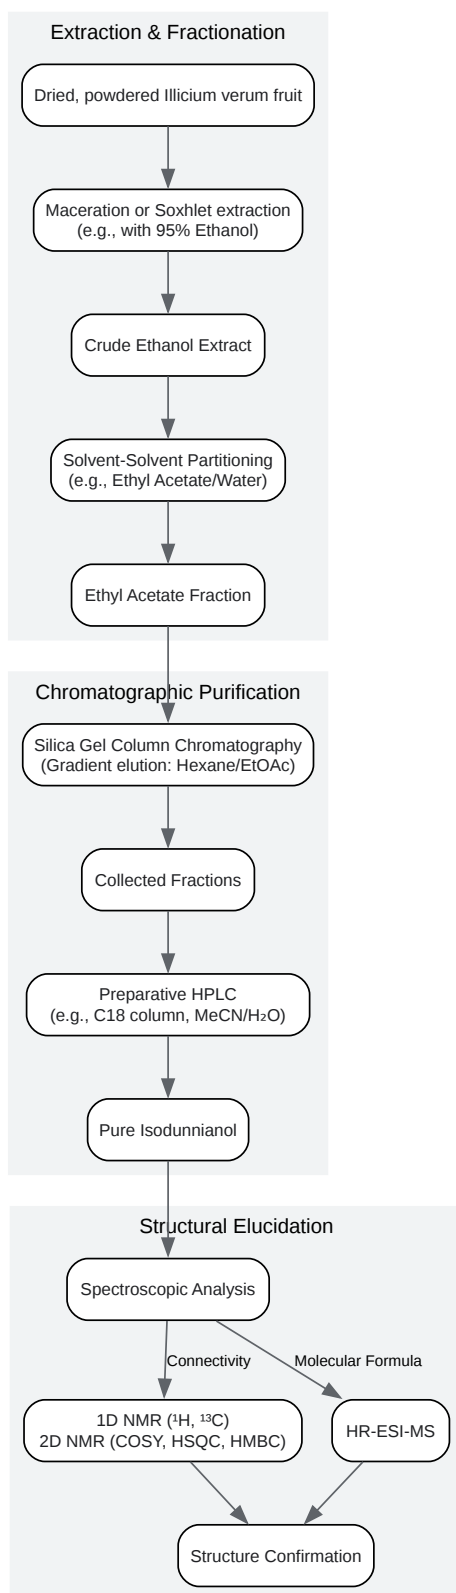 Extraction & Fractionation
Dried, powdered Illicium verum fruit
Maceration or Soxhlet extraction
(e.g., with 95% Ethanol)
Crude Ethanol Extract
Solvent-Solvent Partitioning
(e.g., Ethyl Acetate/Water)
Ethyl Acetate Fraction
Chromatographic Purification
Silica Gel Column Chromatography
(Gradient elution: Hexane/EtOAc)
Collected Fractions
Preparative HPLC
(e.g., C18 column, MeCN/H₂O)
Pure Isodunnianol
Structural Elucidation
Spectroscopic Analysis
Connectivity
Molecular Formula
1D NMR (¹H, ¹³C)
2D NMR (COSY, HSQC, HMBC)
HR-ESI-MS
Structure Confirmation